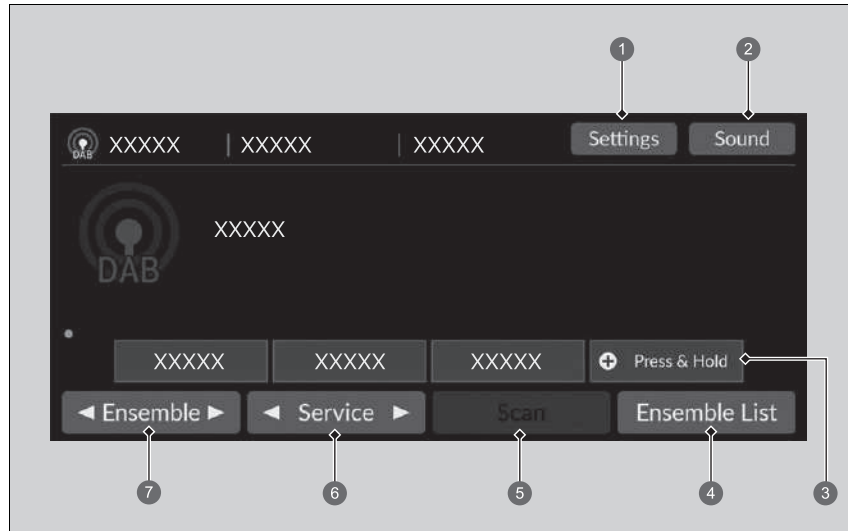 1 2
DAB XXXXX | XXXXX | XXXXX Settings Sound
DAB XXXXX
XXXXX XXXXX XXXXX + Press & Hold
◄ Ensemble ► ◄ Service ► Scan Ensemble List
7 6 5 4 3